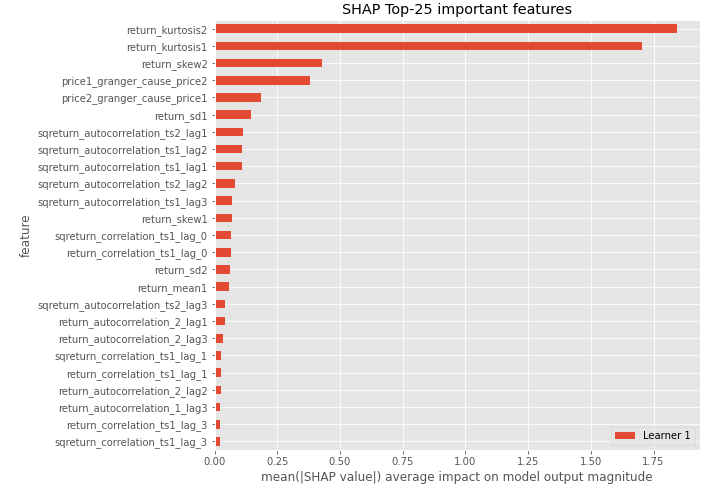 SHAP Top-25 important features
return_kurtosis2
return_kurtosis1
return_skew2
price1_granger_cause_price2
price2_granger_cause_price1
return_sd1
sqreturn_autocorrelation_ts2_lag1
sqreturn_autocorrelation_ts1_lag2
sqreturn_autocorrelation_ts1_lag1
sqreturn_autocorrelation_ts2_lag2
sqreturn_autocorrelation_ts1_lag3
return_skew1
sqreturn_correlation_ts1_lag_0
return_correlation_ts1_lag_0
return_sd2
return_mean1
sqreturn_autocorrelation_ts2_lag3
return_autocorrelation_2_lag1
return_autocorrelation_2_lag3
sqreturn_correlation_ts1_lag_1
return_correlation_ts1_lag_1
return_autocorrelation_2_lag2
return_autocorrelation_1_lag3
return_correlation_ts1_lag_3
sqreturn_correlation_ts1_lag_3
feature
Learner 1
0.00 0.25 0.50 0.75 1.00 1.25 1.50 1.75
mean(|SHAP value|) average impact on model output magnitude